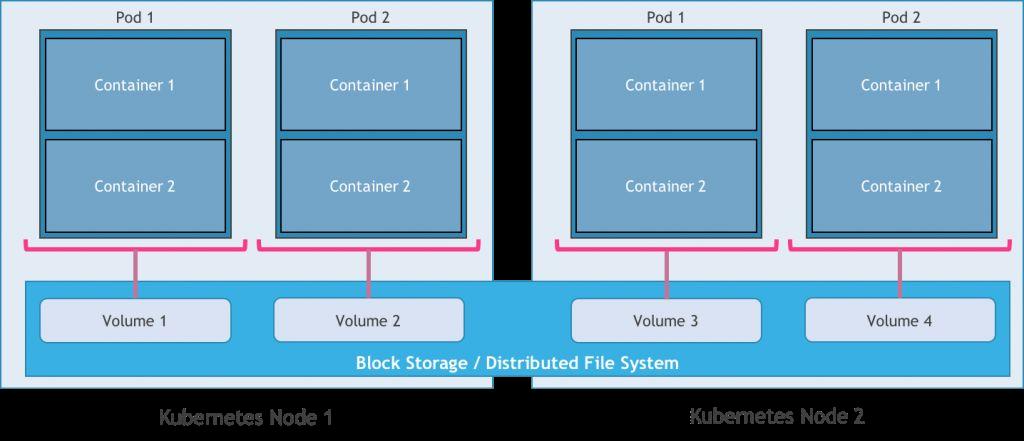 Pod 1
Pod 2
Pod 1
Pod 2
Container 1
Container 1
Container 1
Container 1
Container 2
Container 2
Container 2
Container 2
Volume 1
Volume 2
Volume 3
Volume 4
Block Storage / Distributed File System
Kubernetes Node 1
Kubernetes Node 2